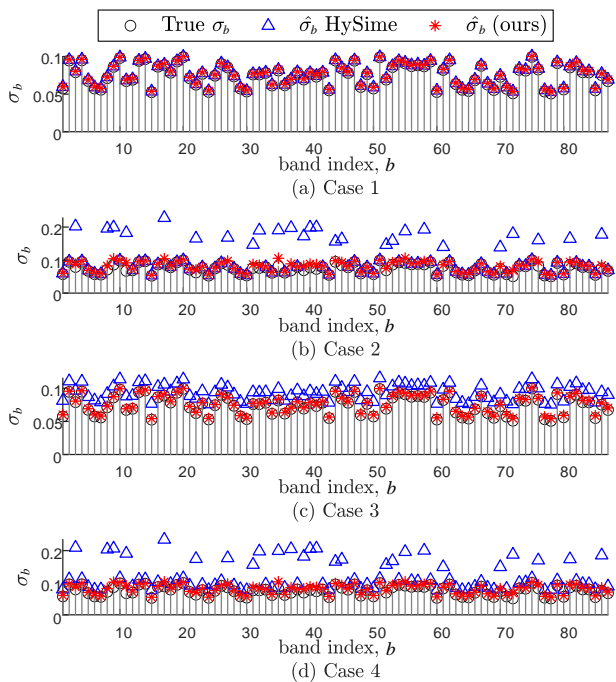 True σ_b σ̂_b HySime σ̂_b (ours)
0.1
0.05
0
σ_b
10 20 30 40 50 60 70 80
band index, b
(a) Case 1
0.2
0.1
0
σ_b
10 20 30 40 50 60 70 80
band index, b
(b) Case 2
0.1
0.05
0
σ_b
10 20 30 40 50 60 70 80
band index, b
(c) Case 3
0.2
0.1
0
σ_b
10 20 30 40 50 60 70 80
band index, b
(d) Case 4